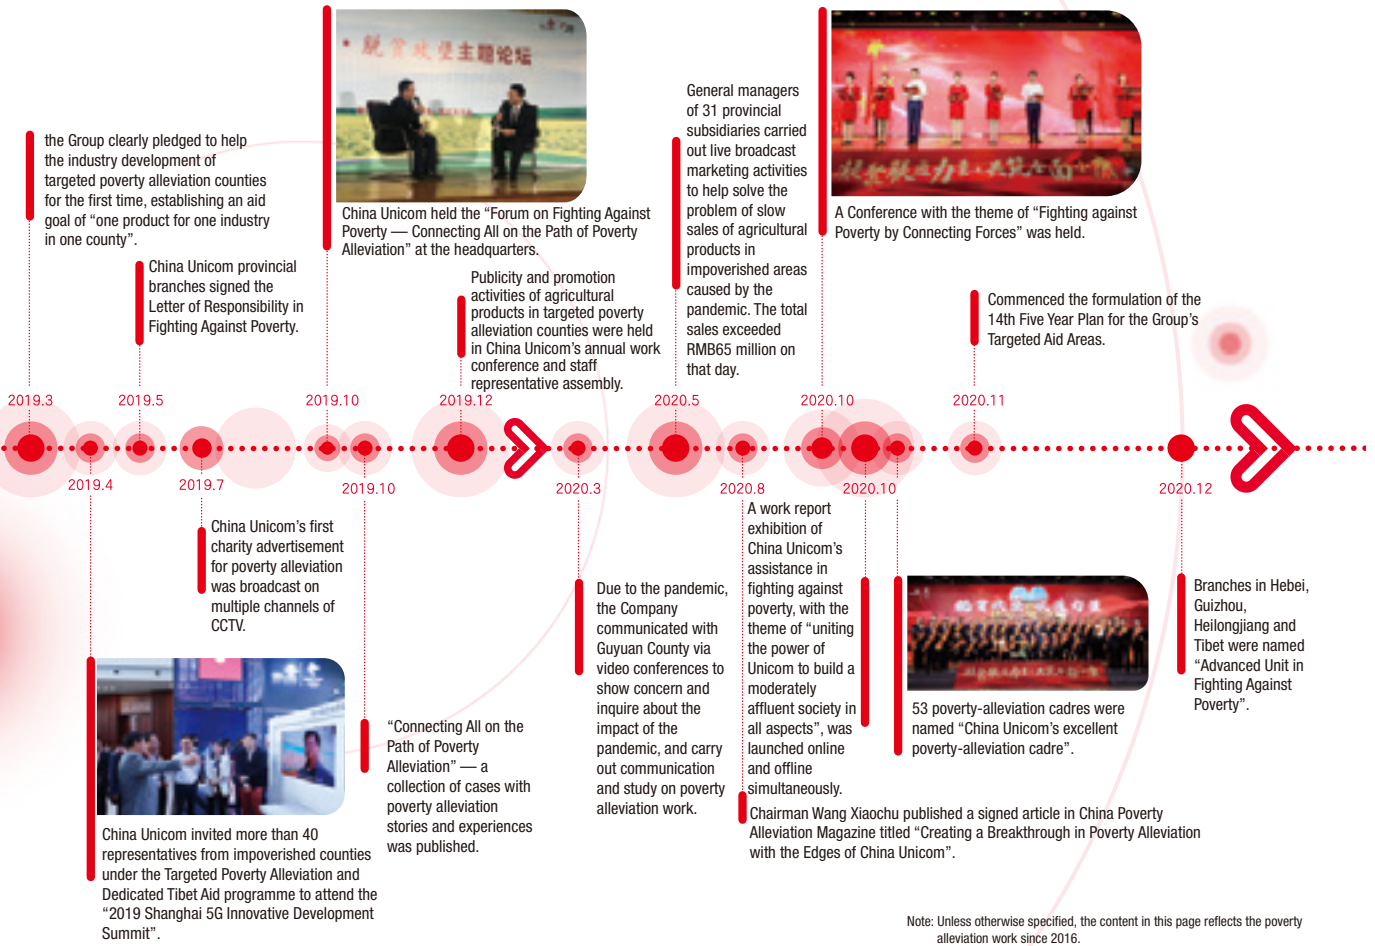 the Group clearly pledged to help
the industry development of
targeted poverty alleviation counties
for the first time, establishing an aid
goal of “one product for one industry
in one county”.
China Unicom provincial
branches signed the
Letter of Responsibility in
Fighting Against Poverty.
脱贫攻坚主题论坛
China Unicom held the “Forum on Fighting Against
Poverty — Connecting All on the Path of Poverty
Alleviation” at the headquarters.
Publicity and promotion
activities of agricultural
products in targeted poverty
alleviation counties were held
in China Unicom’s annual work
conference and staff
representative assembly.
General managers
of 31 provincial
subsidiaries carried
out live broadcast
marketing activities
to help solve the
problem of slow
sales of agricultural
products in
impoverished areas
caused by the
pandemic. The total
sales exceeded
RMB65 million on
that day.
A Conference with the theme of “Fighting against
Poverty by Connecting Forces” was held.
Commenced the formulation of the
14th Five Year Plan for the Group’s
Targeted Aid Areas.
2019.3
2019.5
2019.10
2019.12
2020.5
2020.10
2020.11
2019.4
2019.7
2019.10
2020.3
2020.8
2020.10
2020.12
China Unicom’s first
charity advertisement
for poverty alleviation
was broadcast on
multiple channels of
CCTV.
China Unicom invited more than 40
representatives from impoverished counties
under the Targeted Poverty Alleviation and
Dedicated Tibet Aid programme to attend the
“2019 Shanghai 5G Innovative Development
Summit”.
“Connecting All on the
Path of Poverty
Alleviation” — a
collection of cases with
poverty alleviation
stories and experiences
was published.
Due to the pandemic,
the Company
communicated with
Guyuan County via
video conferences to
show concern and
inquire about the
impact of the
pandemic, and carry
out communication
and study on poverty
alleviation work.
A work report
exhibition of
China Unicom’s
assistance in
fighting against
poverty, with the
theme of “uniting
the power of
Unicom to build a
moderately
affluent society in
all aspects”, was
launched online
and offline
simultaneously.
Chairman Wang Xiaochu published a signed article in China Poverty
Alleviation Magazine titled “Creating a Breakthrough in Poverty Alleviation
with the Edges of China Unicom”.
53 poverty-alleviation cadres were
named “China Unicom’s excellent
poverty-alleviation cadre”.
Branches in Hebei,
Guizhou,
Heilongjiang and
Tibet were named
“Advanced Unit in
Fighting Against
Poverty”.
Note: Unless otherwise specified, the content in this page reflects the poverty
alleviation work since 2016.